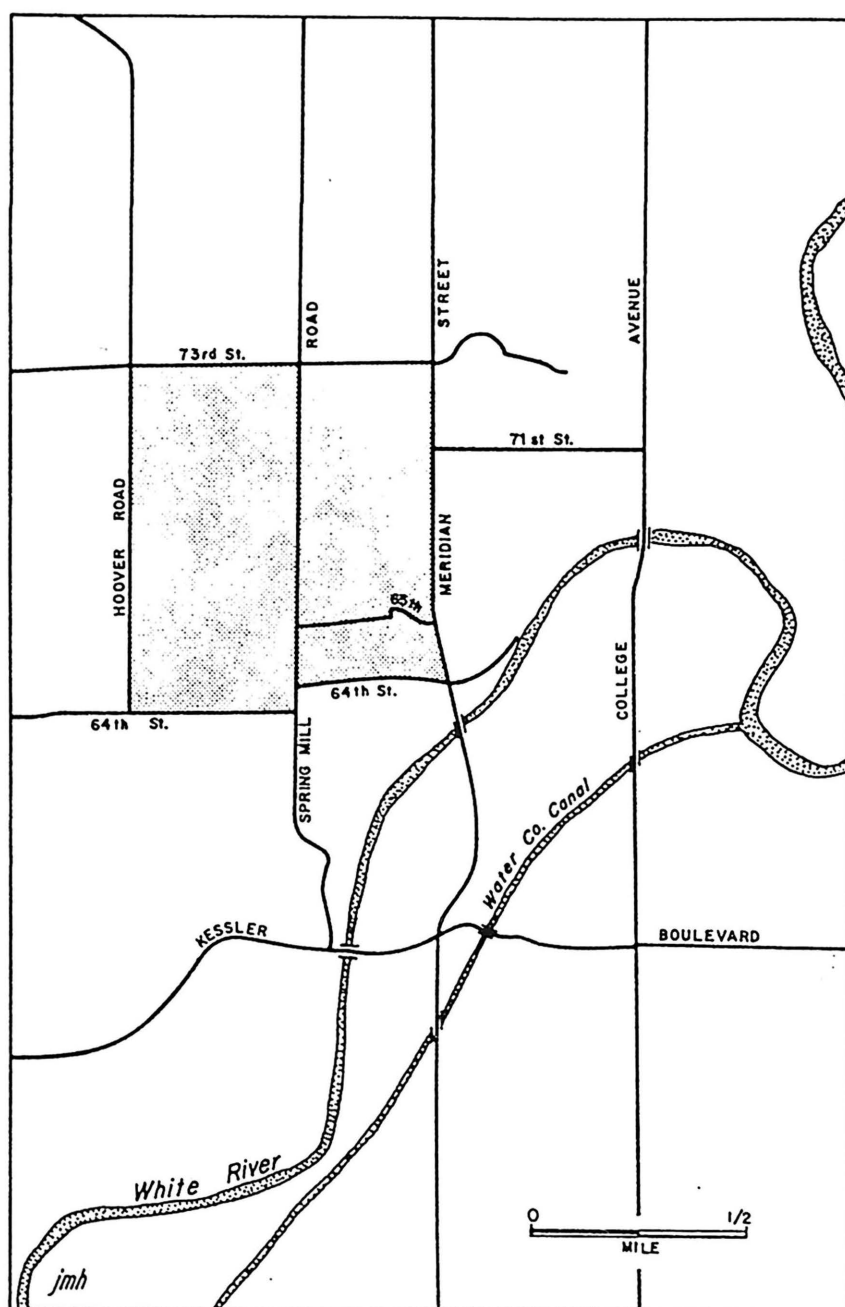 ROAD
STREET
AVENUE
73rd St.
71st St.
HOOVER ROAD
MERIDIAN
65th
64th St.
64th St.
SPRING MILL
COLLEGE
Water Co. Canal
KESSLER
BOULEVARD
White River
0 1/2
MILE
jmh